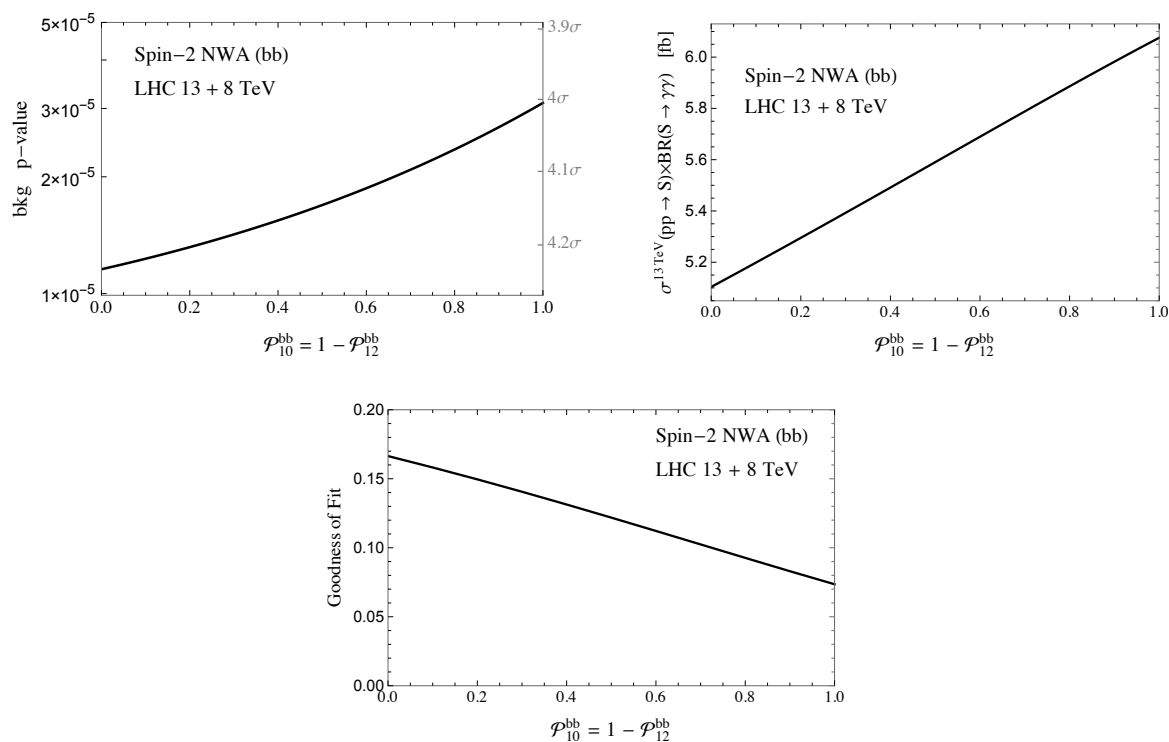 5×10⁻⁵
3×10⁻⁵
2×10⁻⁵
1×10⁻⁵
bkg p−value
Spin−2 NWA (bb)
LHC 13 + 8 TeV
3.9σ
4σ
4.1σ
4.2σ
0.0 0.2 0.4 0.6 0.8 1.0
𝒫₁₀ᵇᵇ = 1 − 𝒫₁₂ᵇᵇ
6.0
5.8
5.6
5.4
5.2
σ¹³ ᵀᵉⱽ(pp → S)×BR(S → γγ) [fb]
Spin−2 NWA (bb)
LHC 13 + 8 TeV
0.0 0.2 0.4 0.6 0.8 1.0
𝒫₁₀ᵇᵇ = 1 − 𝒫₁₂ᵇᵇ
0.20
0.15
0.10
0.05
0.00
Goodness of Fit
Spin−2 NWA (bb)
LHC 13 + 8 TeV
0.0 0.2 0.4 0.6 0.8 1.0
𝒫₁₀ᵇᵇ = 1 − 𝒫₁₂ᵇᵇ